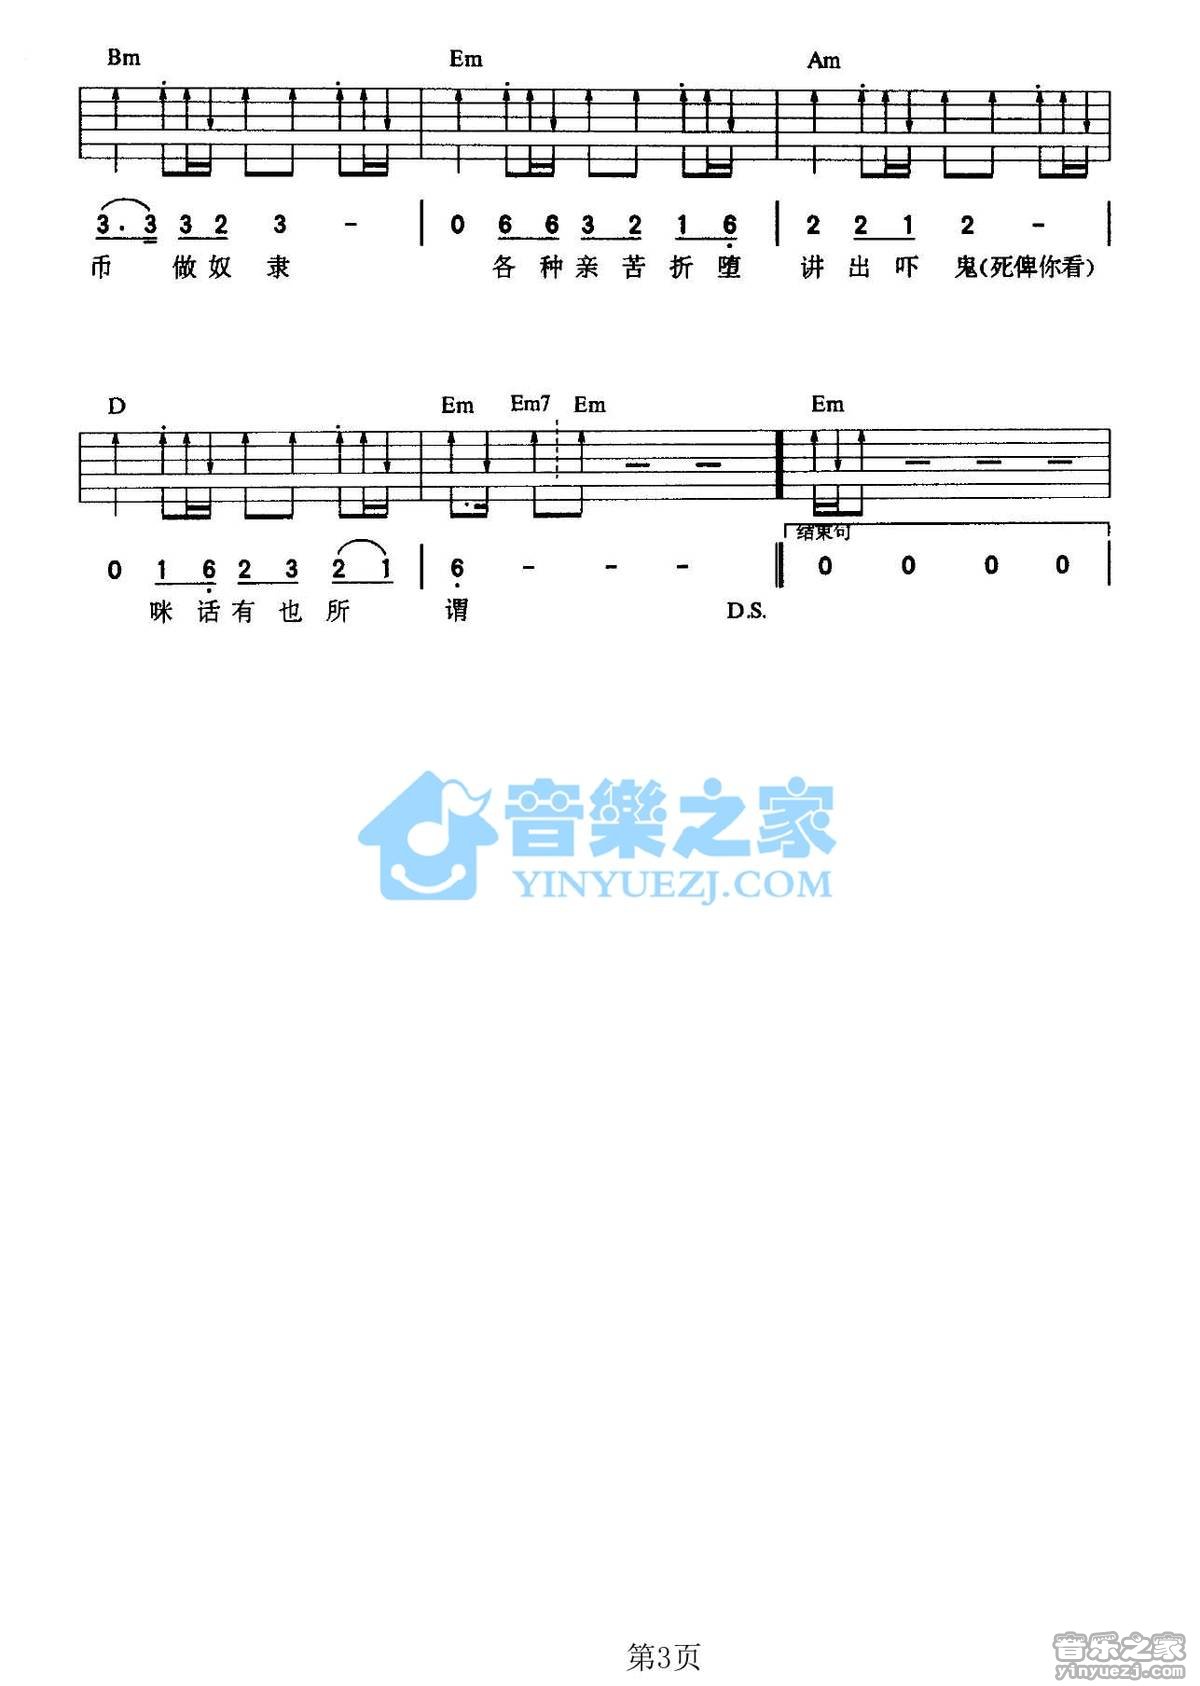 Bm Em Am
3. 3 3 2 3 - | 0 6 6 3 2 1 6 | 2 2 1 2 - |
币 做奴 隶 各种亲苦折堕 讲出吓 鬼(死俾你看)
D Em Em7 Em Em
结束句
0 1 6 2 3 2 1 | 6 - - - || 0 0 0 0 |
咪话有也所 谓 D.S.
音樂之家
YINYUEZJ.COM
第3页
音乐之家
yinyuezj.com